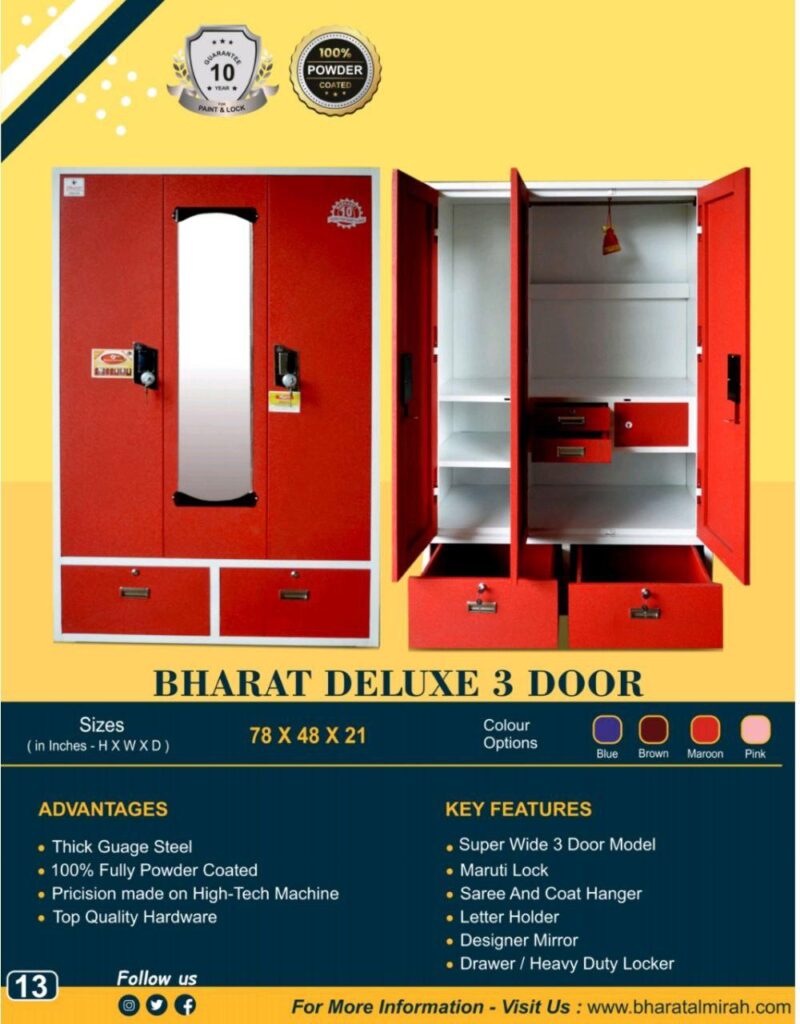 GUARANTEE
10
YEAR
FOR
PAINT & LOCK
100%
POWDER
COATED
10
BHARAT DELUXE 3 DOOR
Sizes
( in Inches - H X W X D )
78 X 48 X 21
Colour
Options
Blue
Brown
Maroon
Pink
ADVANTAGES
Thick Guage Steel
100% Fully Powder Coated
Pricision made on High-Tech Machine
Top Quality Hardware
KEY FEATURES
Super Wide 3 Door Model
Maruti Lock
Saree And Coat Hanger
Letter Holder
Designer Mirror
Drawer / Heavy Duty Locker
13
Follow us
For More Information - Visit Us : www.bharatalmirah.com